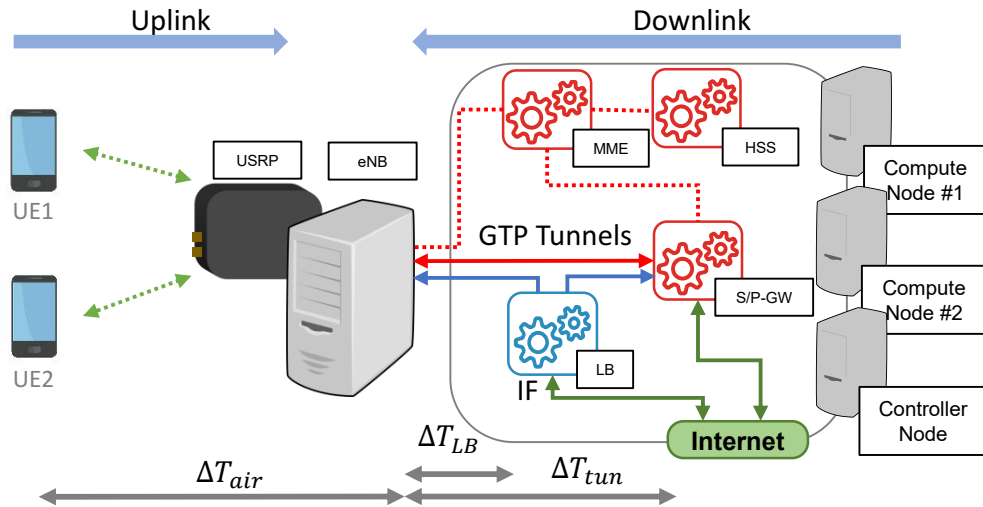 Uplink
Downlink
USRP
eNB
MME
HSS
UE1
Compute
Node #1
GTP Tunnels
S/P-GW
Compute
Node #2
UE2
LB
IF
Controller
Node
Internet
ΔT_LB
ΔT_air
ΔT_tun